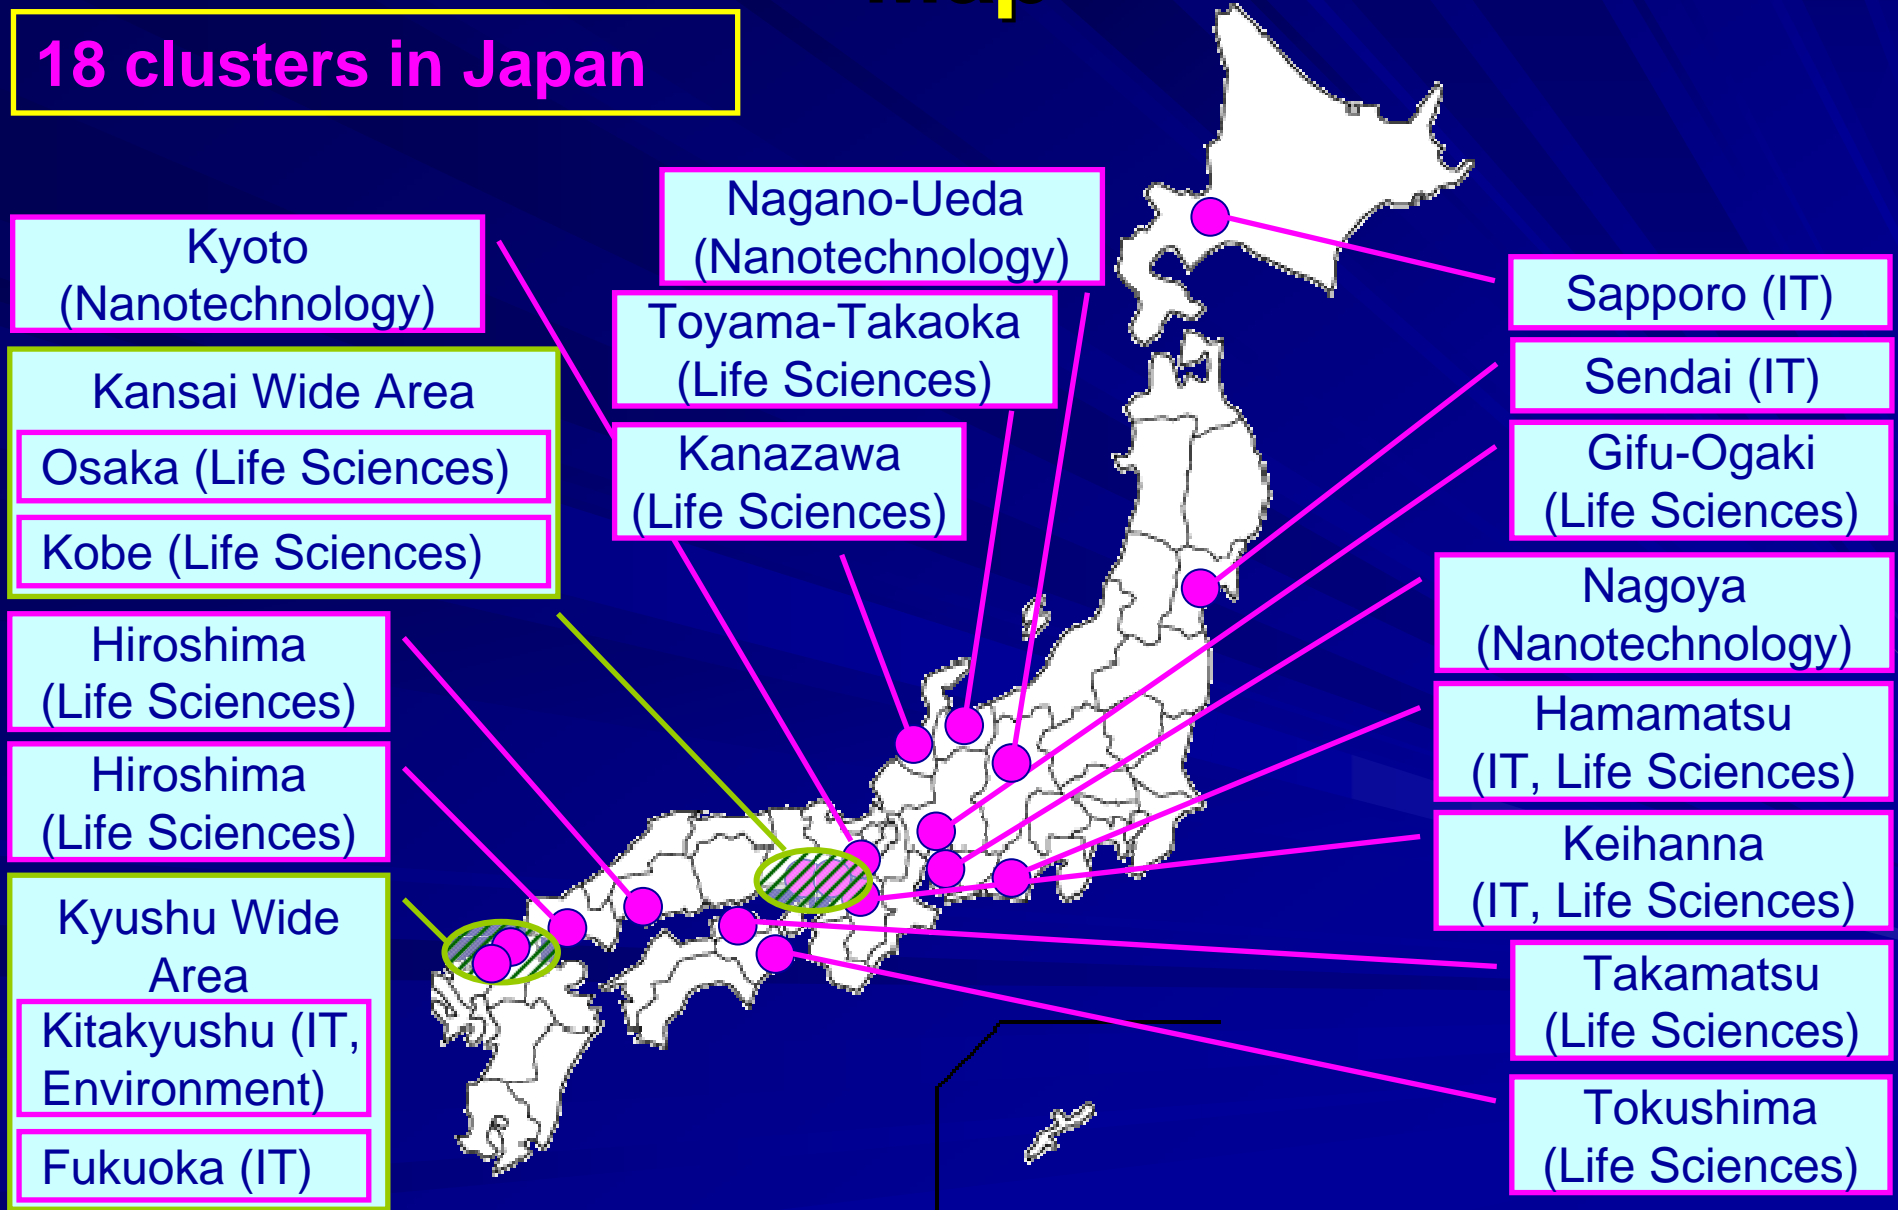 Map
18 clusters in Japan
Kyoto
(Nanotechnology)
Kansai Wide Area
Osaka (Life Sciences)
Kobe (Life Sciences)
Hiroshima
(Life Sciences)
Hiroshima
(Life Sciences)
Kyushu Wide
Area
Kitakyushu (IT,
Environment)
Fukuoka (IT)
Nagano-Ueda
(Nanotechnology)
Toyama-Takaoka
(Life Sciences)
Kanazawa
(Life Sciences)
Sapporo (IT)
Sendai (IT)
Gifu-Ogaki
(Life Sciences)
Nagoya
(Nanotechnology)
Hamamatsu
(IT, Life Sciences)
Keihanna
(IT, Life Sciences)
Takamatsu
(Life Sciences)
Tokushima
(Life Sciences)